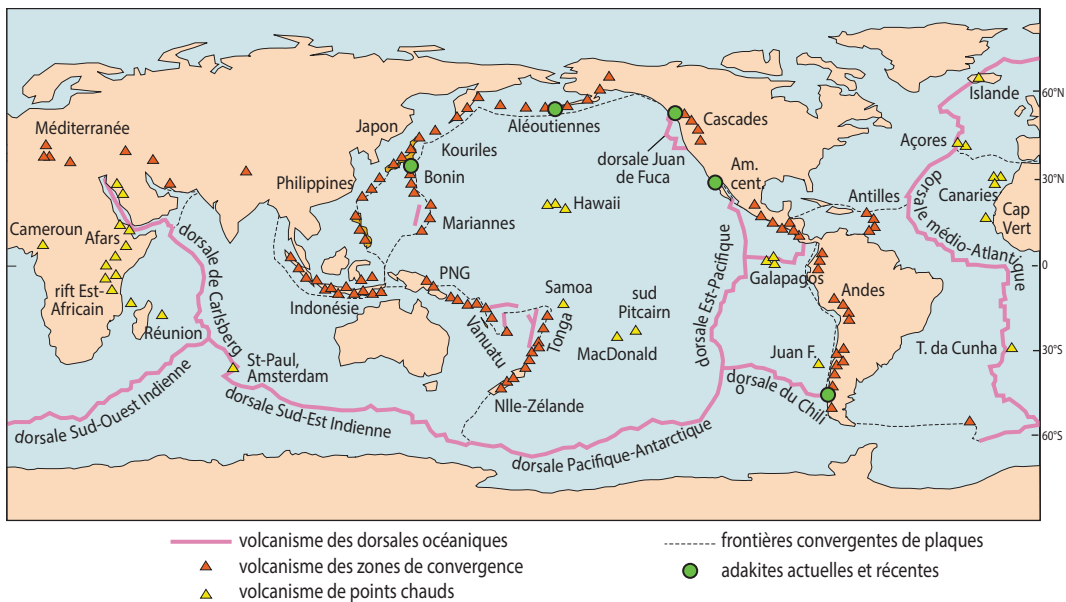 Islande
60°N
Méditerranée
Japon
Aléoutiennes
Cascades
Açores
Kouriles
dorsale Juan
de Fuca
Am.
cent.
Philippines
Bonin
30°N
Antilles
Canaries
Hawaii
dorsale médio-Atlantique
Cap
Vert
Mariannes
Cameroun
Afars
dorsale de Carlsberg
PNG
0
Galapagos
rift Est-
Africain
Indonésie
Samoa
sud
Pitcairn
dorsale Est-Pacifique
Andes
Réunion
Vanuatu
Tonga
MacDonald
Juan F.
T. da Cunha
30°S
St-Paul,
Amsterdam
dorsale du Chili
o
Nlle-Zélande
dorsale Sud-Ouest Indienne
dorsale Sud-Est Indienne
dorsale Pacifique-Antarctique
60°S
volcanisme des dorsales océaniques
frontières convergentes de plaques
volcanisme des zones de convergence
adakites actuelles et récentes
volcanisme de points chauds